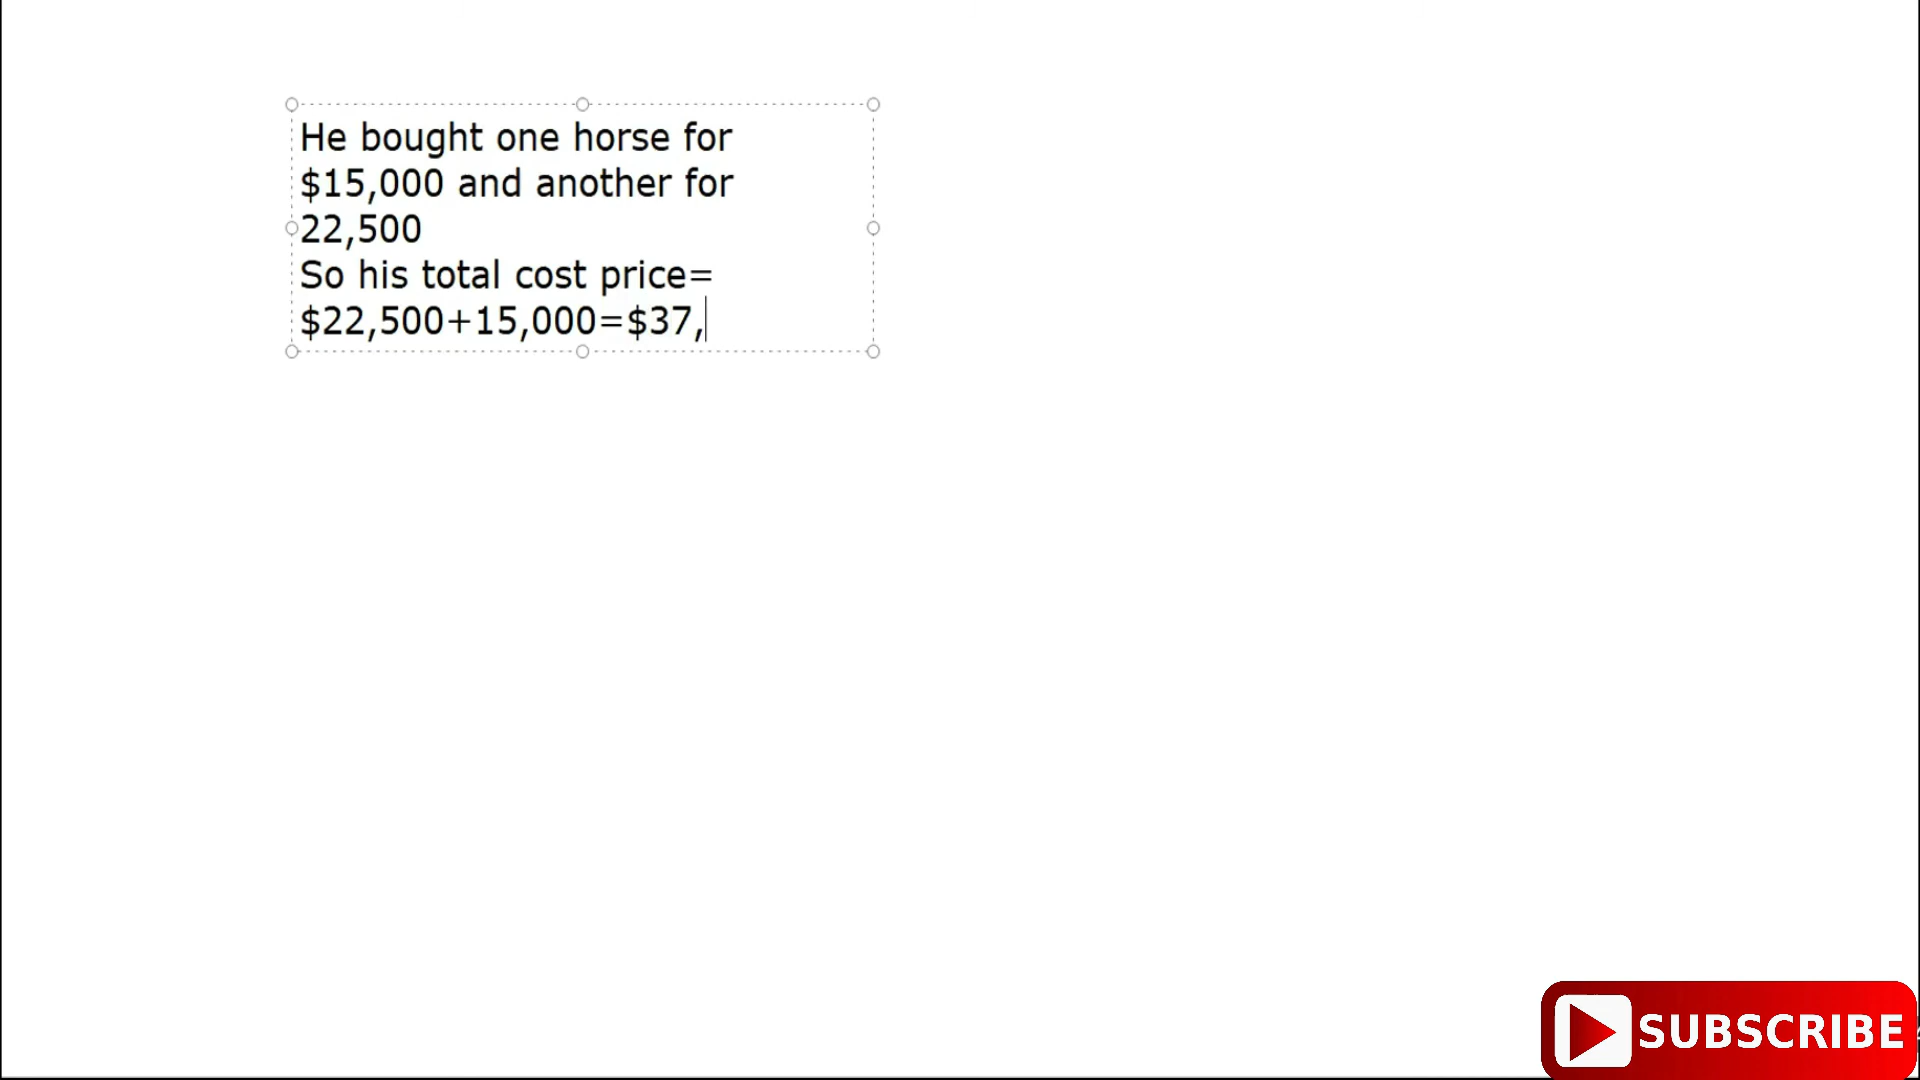 He bought one horse for
$15,000 and another for
22,500
So his total cost price=
$22,500+15,000=$37,
SUBSCRIBE